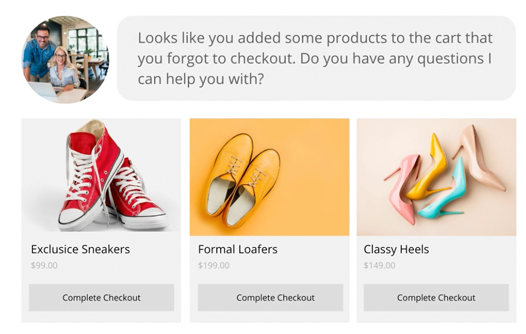 Looks like you added some products to the cart that
you forgot to checkout. Do you have any questions I
can help you with?
Exclusice Sneakers
$99.00
Complete Checkout
Formal Loafers
$199.00
Complete Checkout
Classy Heels
$149.00
Complete Checkout